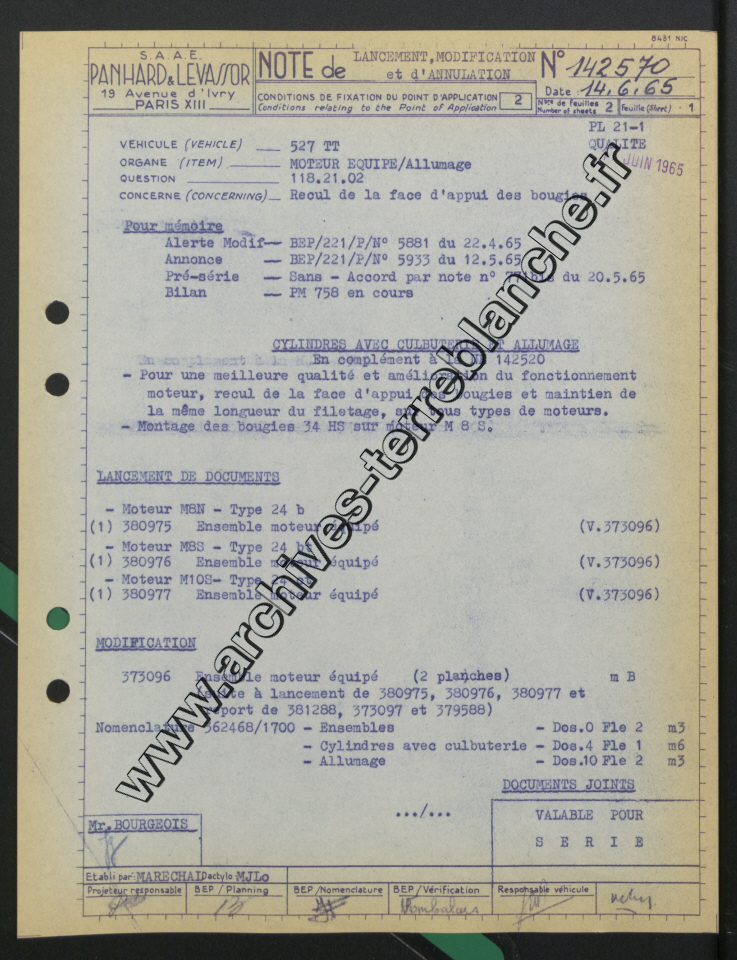 8481 NIC
S.A.A.E.
PANHARD & LEVASSOR
19 Avenue d'Ivry
PARIS XIII
NOTE de LANCEMENT, MODIFICATION
et d'ANNULATION
N° 142570
Date : 14.6.65
CONDITIONS DE FIXATION DU POINT D'APPLICATION 2
Conditions relating to the Point of Application
Nbre de feuilles 2
Number of sheets
Feuille (Sheet) 1
PL 21-1
QUALITE
JUIN 1965
VÉHICULE (VEHICLE) 527 TT
ORGANE (ITEM) MOTEUR EQUIPE/Allumage
QUESTION 118.21.02
CONCERNE (CONCERNING) Recul de la face d'appui des bougies
Pour mémoire
Alerte Modif — BEP/221/P/N° 5881 du 22.4.65
Annonce — BEP/221/P/N° 5933 du 12.5.65
Pré-série — Sans - Accord par note n° du 20.5.65
Bilan — PM 758 en cours
CYLINDRES AVEC CULBUTERIE ET ALLUMAGE
En complément à la 142520
- Pour une meilleure qualité et amélioration du fonctionnement
moteur, recul de la face d'appui des bougies et maintien de
la même longueur du filetage, sur tous types de moteurs.
- Montage des bougies 34 HS sur moteur M 8 S.
LANCEMENT DE DOCUMENTS
- Moteur M8N - Type 24 b
(1) 380975 Ensemble moteur équipé (V.373096)
- Moteur M8S - Type 24 bt
(1) 380976 Ensemble moteur équipé (V.373096)
- Moteur M10S- Type 24
(1) 380977 Ensemble moteur équipé (V.373096)
MODIFICATION
373096 Ensemble moteur équipé (2 planches) m B
(suite à lancement de 380975, 380976, 380977 et
report de 381288, 373097 et 379588)
Nomenclature 362468/1700 - Ensembles - Dos.0 Fle 2 m3
- Cylindres avec culbuterie - Dos.4 Fle 1 m6
- Allumage - Dos.10 Fle 2 m3
DOCUMENTS JOINTS
.../...
Mr. BOURGEOIS
VALABLE POUR
S E R I E
Etabli par: MARECHAL Dactylo MJLo
Projeteur responsable
BEP / Planning
BEP / Nomenclature
BEP / Vérification
Responsable véhicule
www.archives-terreblanche.fr